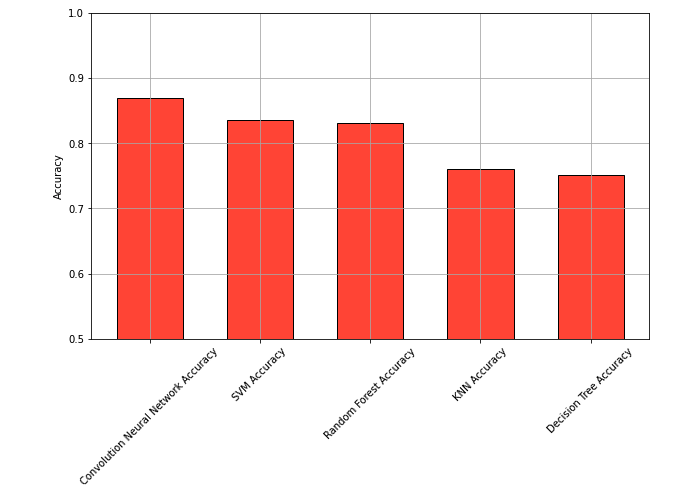 1.0
0.9
0.8
0.7
0.6
0.5
Accuracy
Convolution Neural Network Accuracy
SVM Accuracy
Random Forest Accuracy
KNN Accuracy
Decision Tree Accuracy